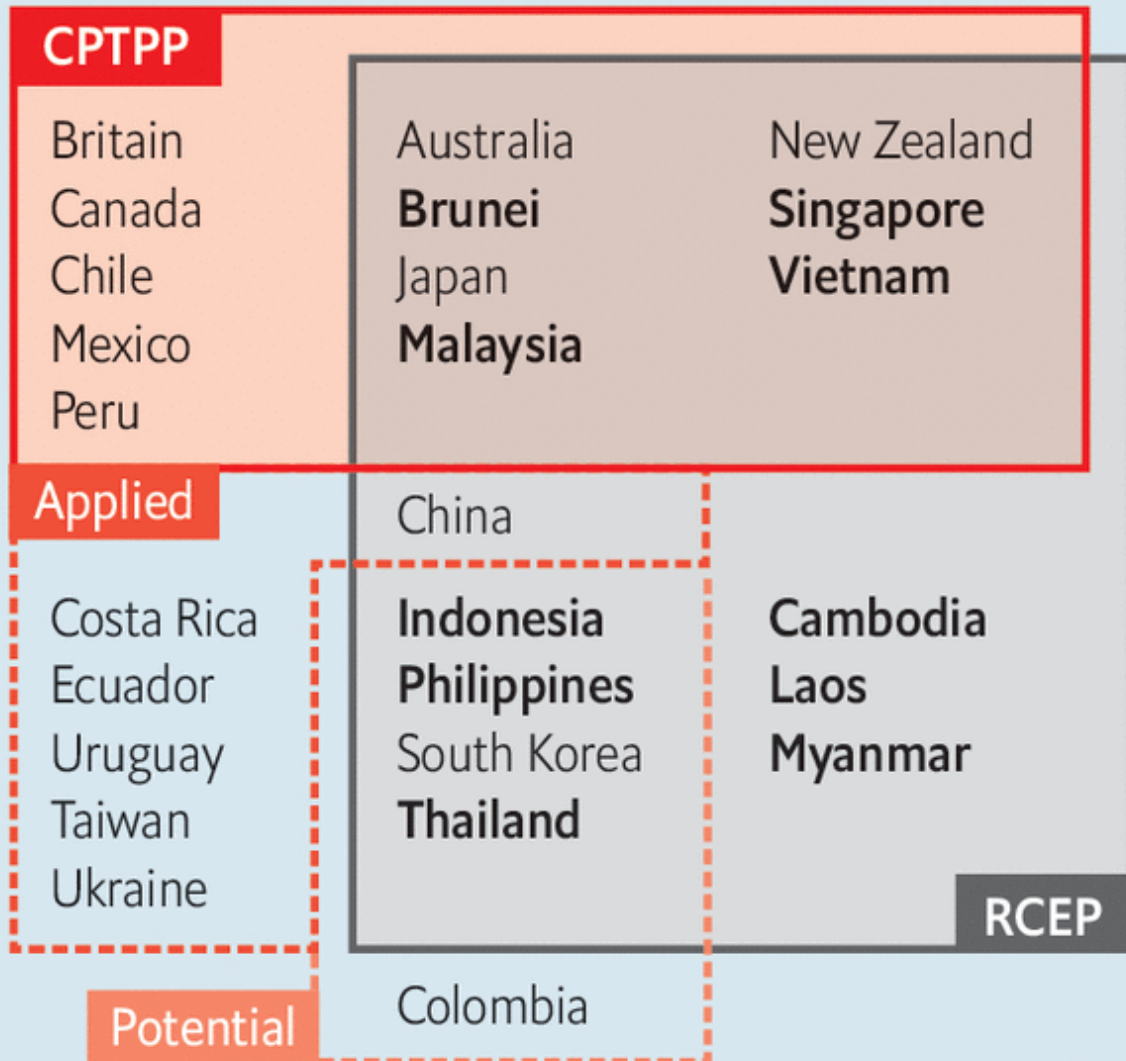 CPTPP
Britain
Canada
Chile
Mexico
Peru
Australia
Brunei
Japan
Malaysia
New Zealand
Singapore
Vietnam
Applied
China
Costa Rica
Ecuador
Uruguay
Taiwan
Ukraine
Indonesia
Philippines
South Korea
Thailand
Cambodia
Laos
Myanmar
RCEP
Potential
Colombia